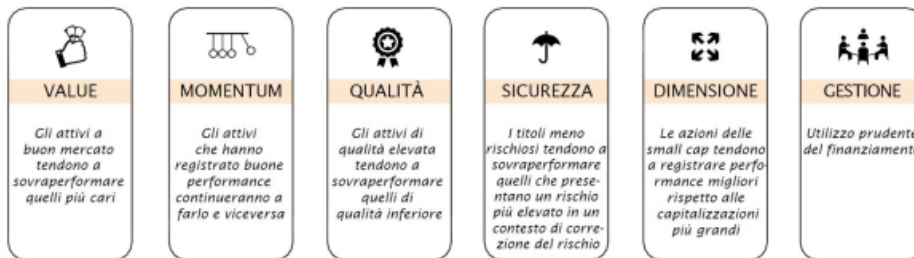 VALUE
Gli attivi a
buon mercato
tendono a
sovraperformare
quelli più cari
MOMENTUM
Gli attivi
che hanno
registrato buone
performance
continueranno a
farlo e viceversa
QUALITÀ
Gli attivi di
qualità elevata
tendono a
sovraperformare
quelli di
qualità inferiore
SICUREZZA
I titoli meno
rischiosi tendono a
sovraperformare
quelli che prese-
ntano un rischio
più elevato in un
contesto di corre-
zione del rischio
DIMENSIONE
Le azioni delle
small cap tendono
a registrare perfo-
rmance migliori
rispetto alle
capitalizzazioni
più grandi
GESTIONE
Utilizzo prudente
del finanziament